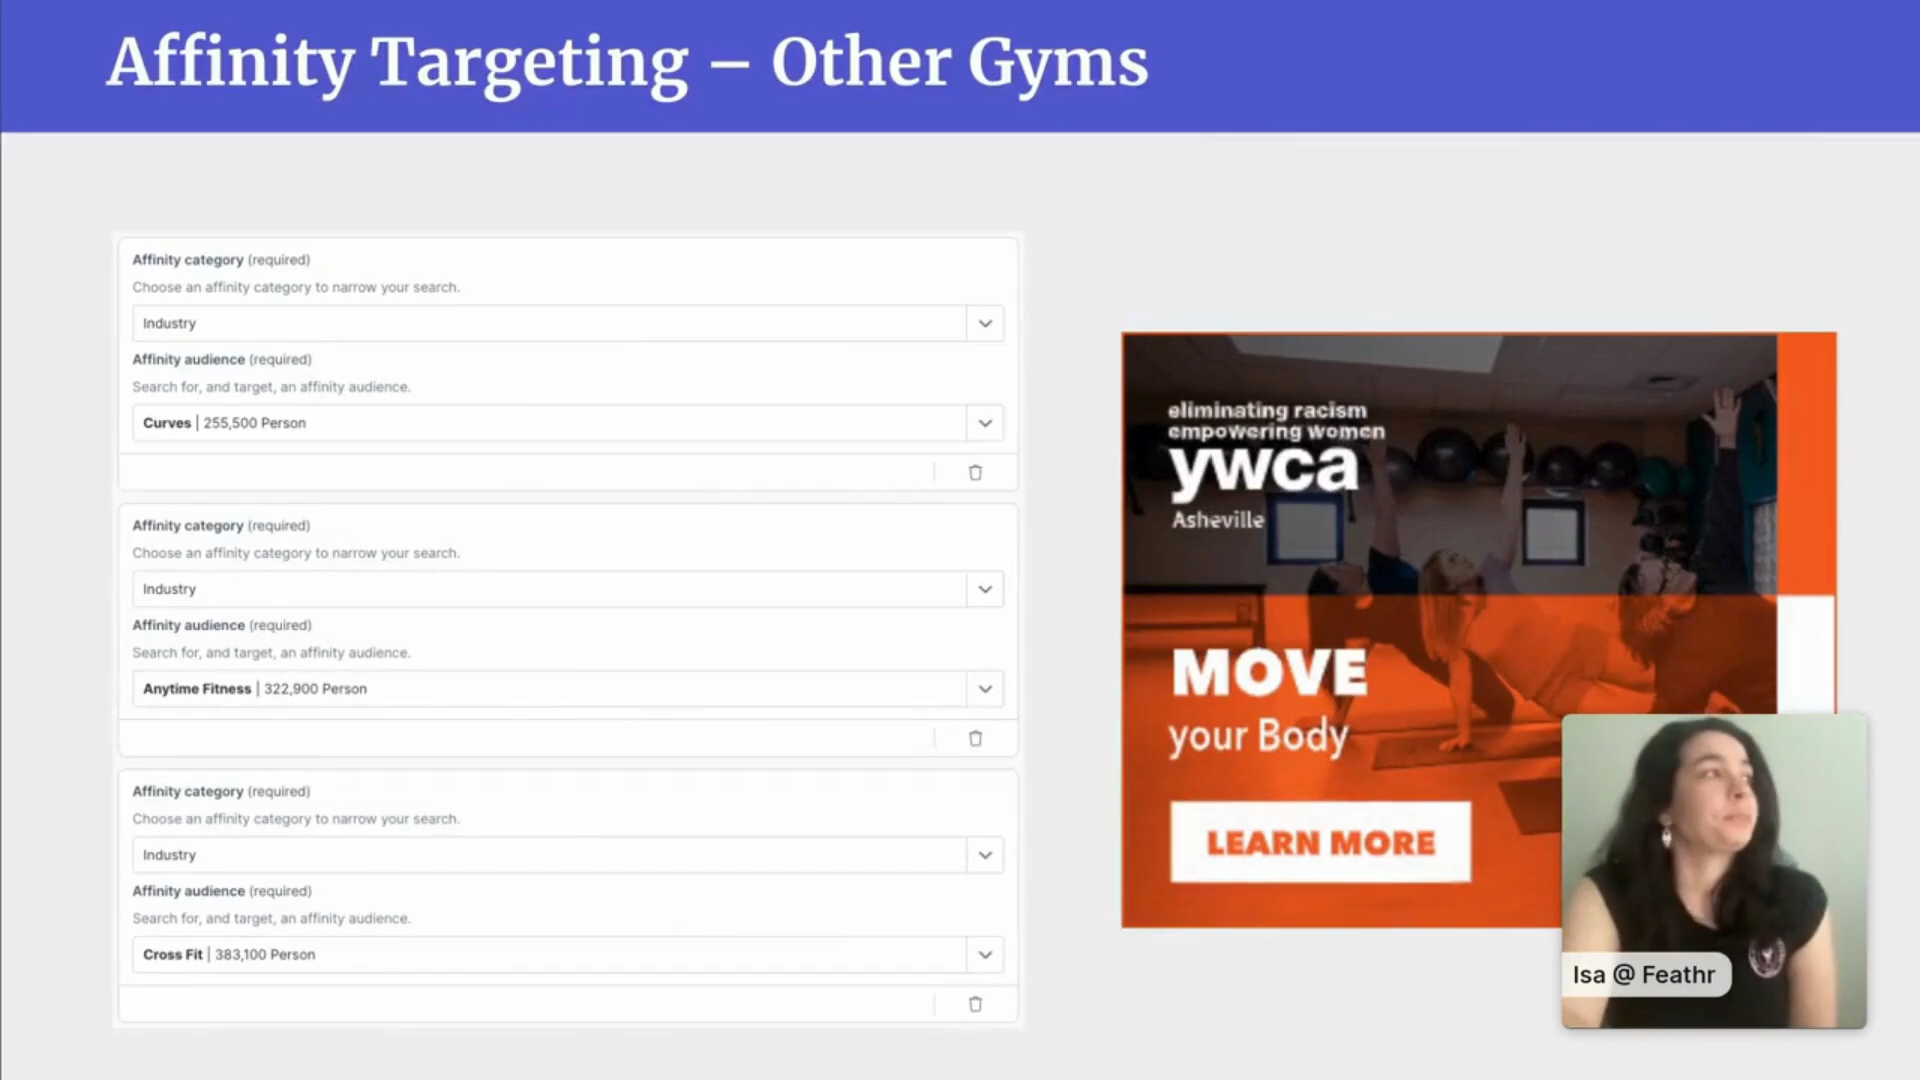 Affinity Targeting – Other Gyms
Affinity category (required)
Choose an affinity category to narrow your search.
Industry
Affinity audience (required)
Search for, and target, an affinity audience.
Curves | 255,500 Person
Affinity category (required)
Choose an affinity category to narrow your search.
Industry
Affinity audience (required)
Search for, and target, an affinity audience.
Anytime Fitness | 322,900 Person
Affinity category (required)
Choose an affinity category to narrow your search.
Industry
Affinity audience (required)
Search for, and target, an affinity audience.
Cross Fit | 383,100 Person
eliminating racism
empowering women
ywca
Asheville
MOVE
your Body
LEARN MORE
Isa @ Feathr